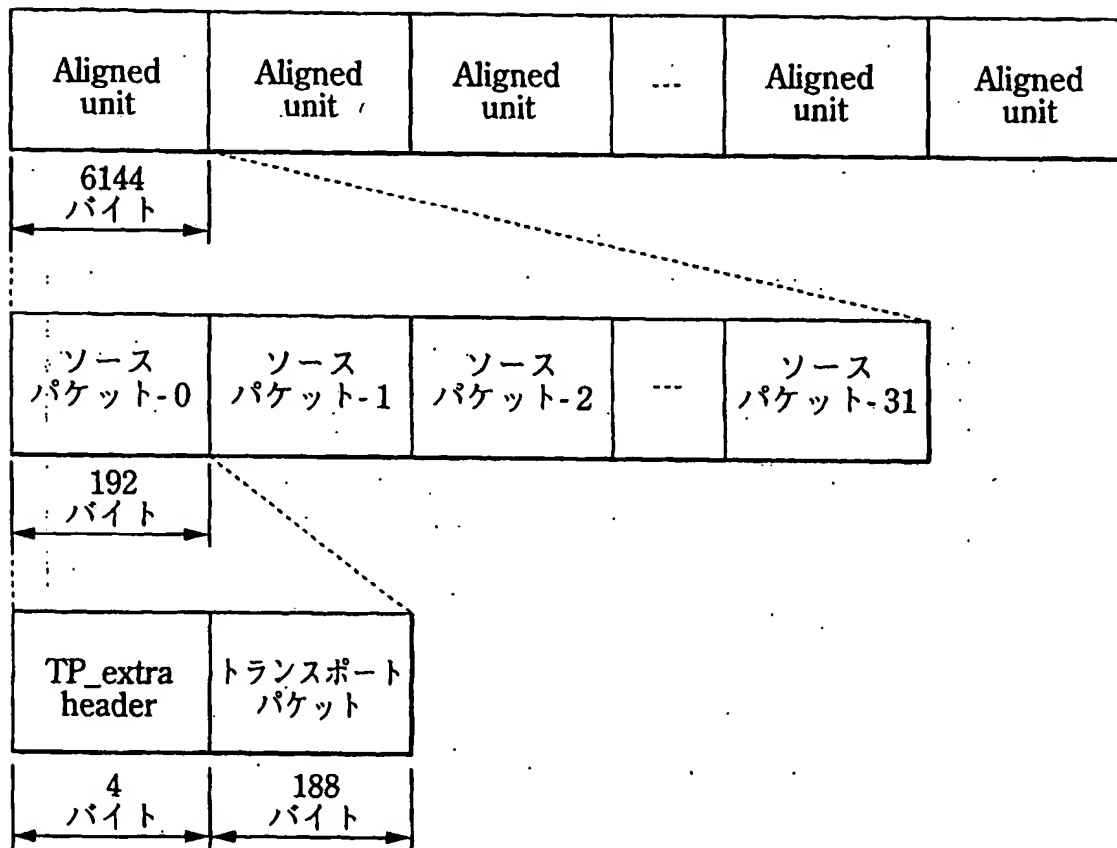 Aligned unit
Aligned unit
Aligned unit
---
Aligned unit
Aligned unit
6144
バイト
ソース
パケット-0
ソース
パケット-1
ソース
パケット-2
---
ソース
パケット-31
192
バイト
TP_extra
header
トランスポート
パケット
4
バイト
188
バイト